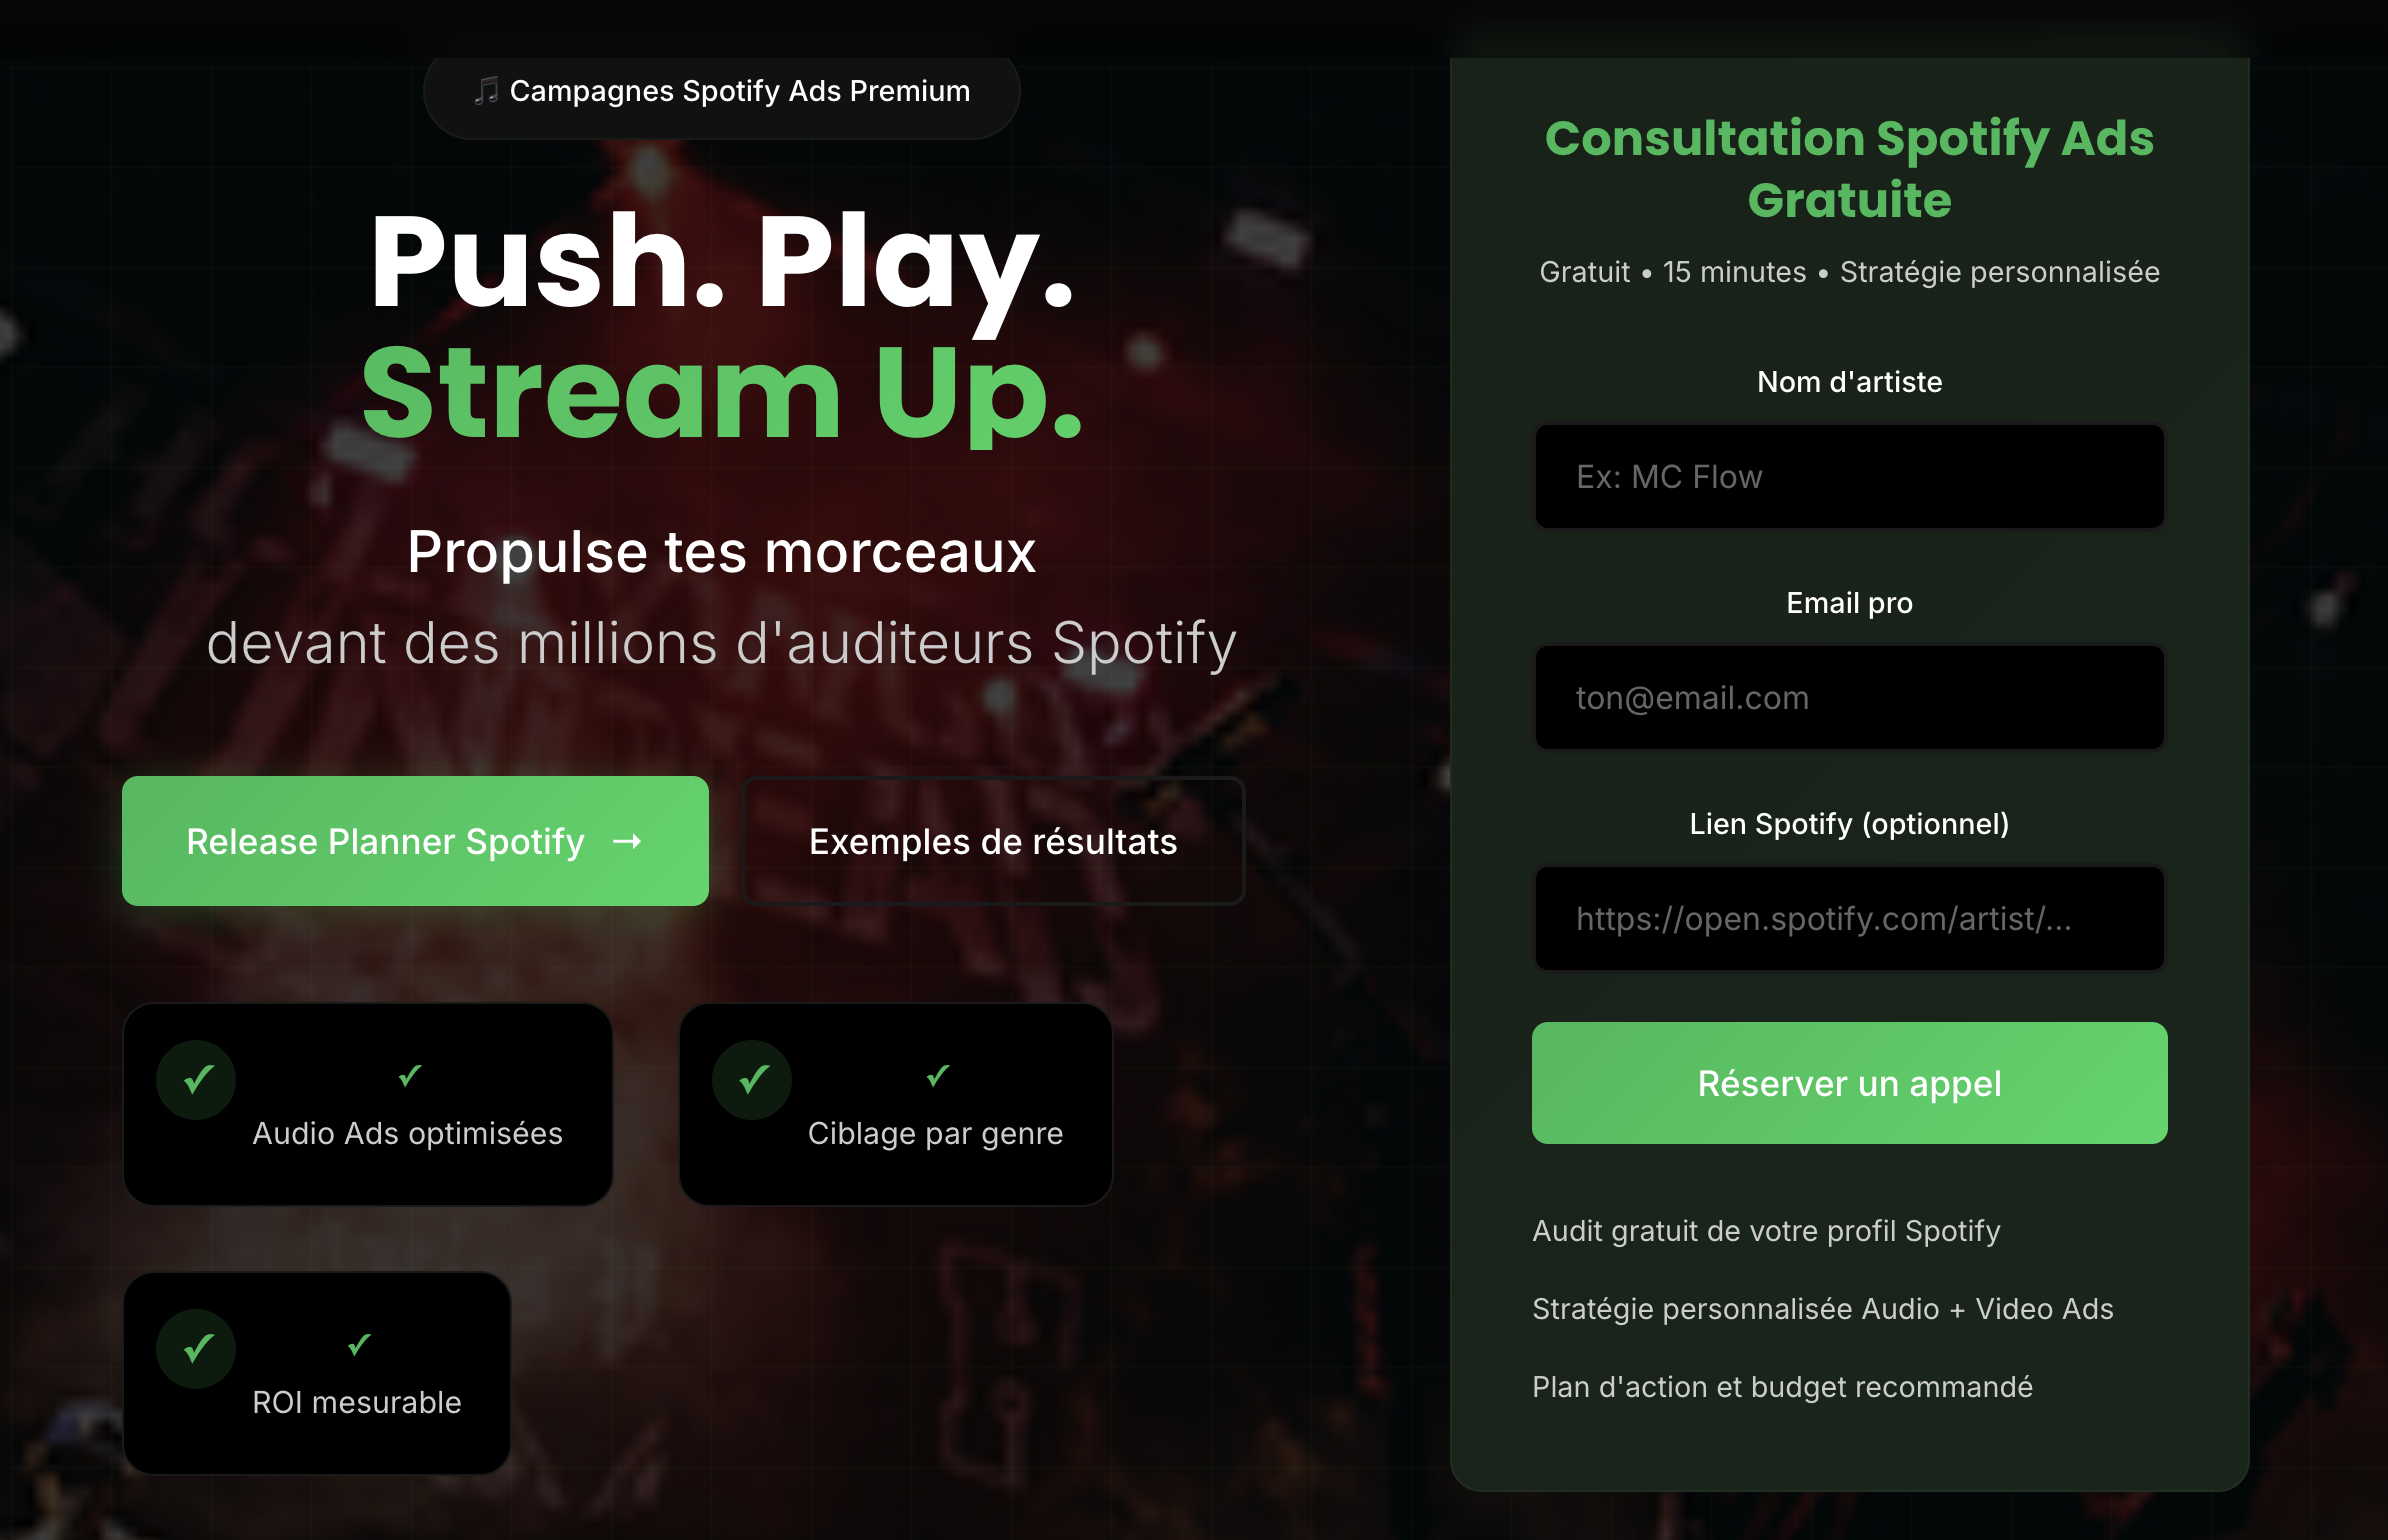 🎵 Campagnes Spotify Ads Premium
Push. Play.
Stream Up.
Propulse tes morceaux
devant des millions d'auditeurs Spotify
Release Planner Spotify →
Exemples de résultats
✓ ✓
Audio Ads optimisées
✓ ✓
Ciblage par genre
✓ ✓
ROI mesurable
Consultation Spotify Ads
Gratuite
Gratuit • 15 minutes • Stratégie personnalisée
Nom d'artiste
Ex: MC Flow
Email pro
ton@email.com
Lien Spotify (optionnel)
https://open.spotify.com/artist/...
Réserver un appel
Audit gratuit de votre profil Spotify
Stratégie personnalisée Audio + Video Ads
Plan d'action et budget recommandé